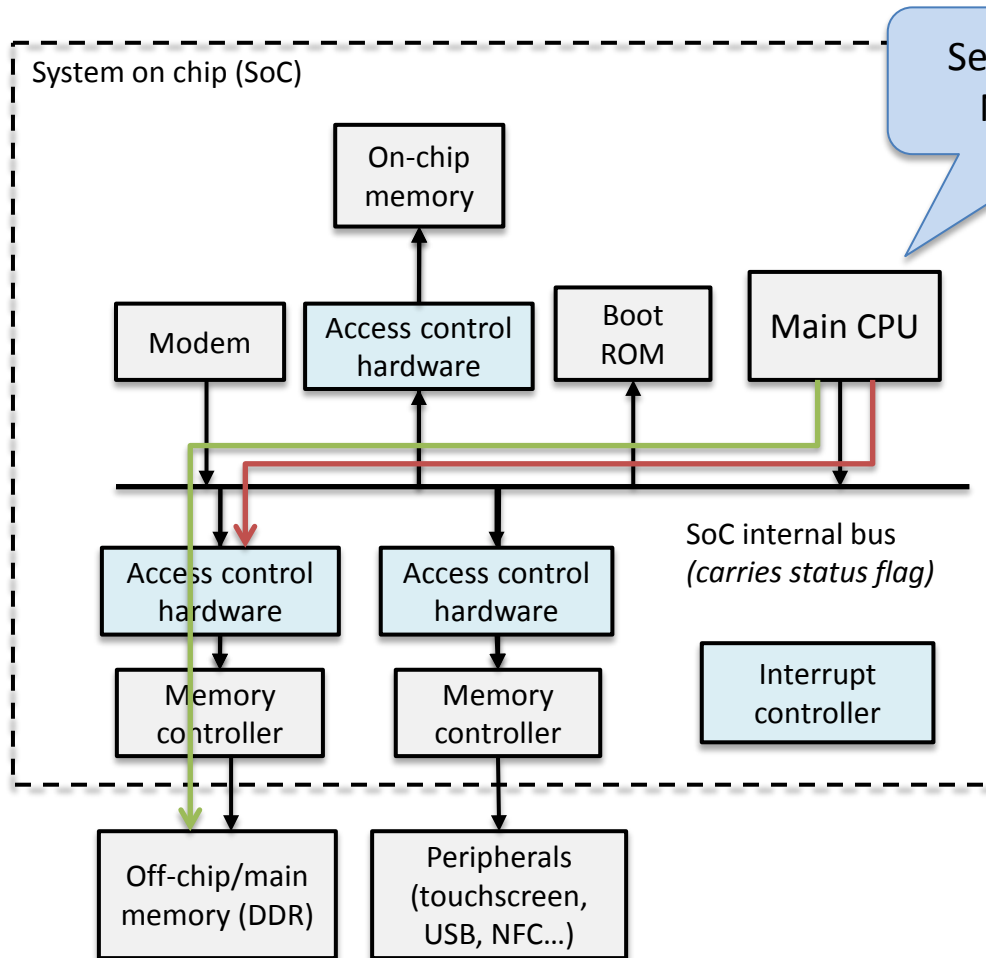 System on chip (SoC)
On-chip
memory
Modem
Access control
hardware
Boot
ROM
Main CPU
SoC internal bus
(carries status flag)
Access control
hardware
Access control
hardware
Memory
controller
Memory
controller
Interrupt
controller
Off-chip/main
memory (DDR)
Peripherals
(touchscreen,
USB, NFC…)